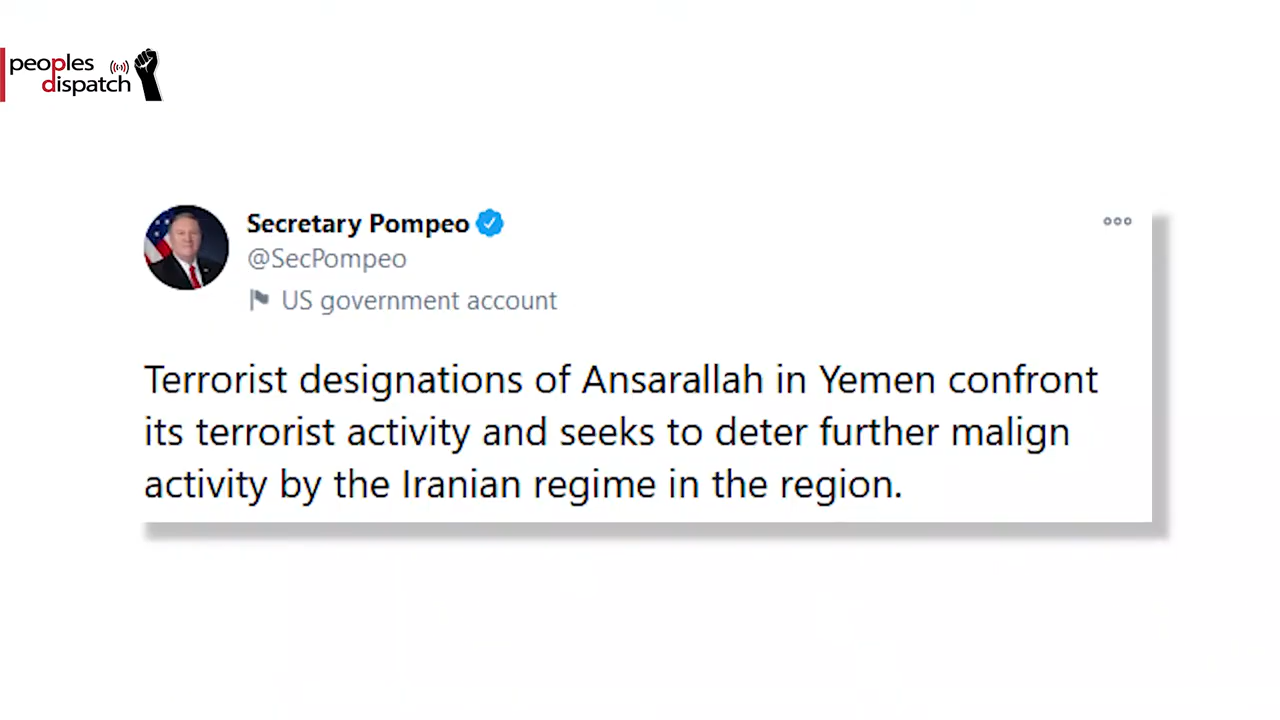 peoples
dispatch
Secretary Pompeo
@SecPompeo
US government account
Terrorist designations of Ansarallah in Yemen confront
its terrorist activity and seeks to deter further malign
activity by the Iranian regime in the region.